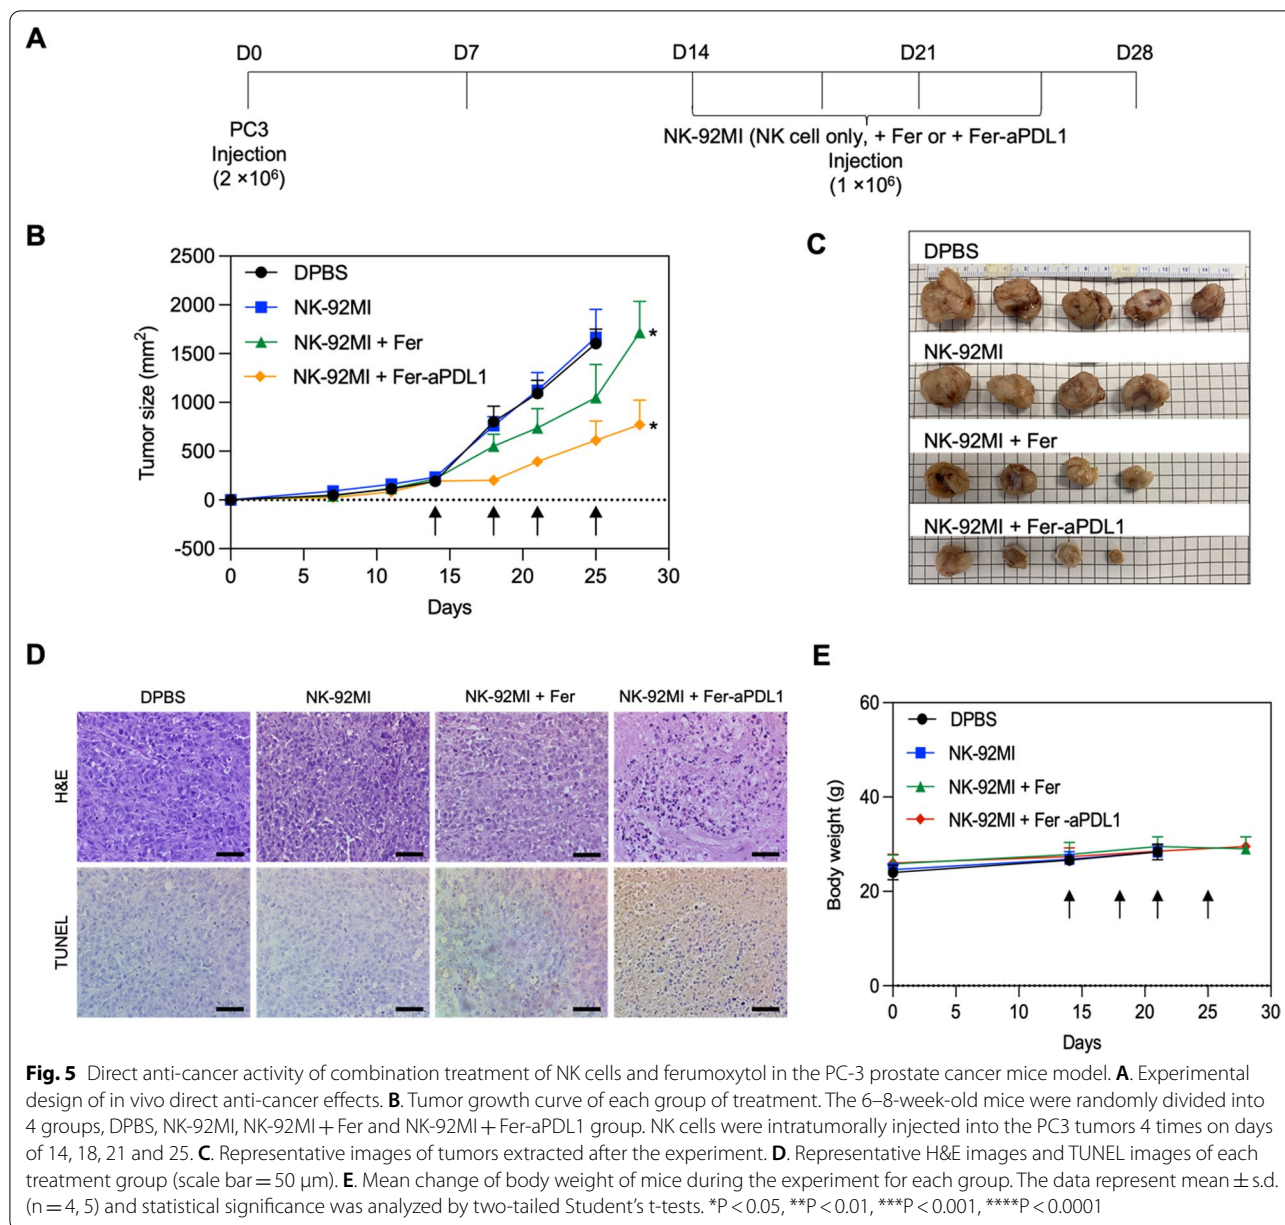 A
D0 D7 D14 D21 D28
PC3
Injection
(2 ×10⁶)
NK-92MI (NK cell only, + Fer or + Fer-aPDL1
Injection
(1 ×10⁶)
B
2500
2000
1500
1000
500
0
-500
Tumor size (mm²)
DPBS
NK-92MI
NK-92MI + Fer
NK-92MI + Fer-aPDL1
*
*
0 5 10 15 20 25 30
Days
C
DPBS
NK-92MI
NK-92MI + Fer
NK-92MI + Fer-aPDL1
D
DPBS NK-92MI NK-92MI + Fer NK-92MI + Fer-aPDL1
H&E
TUNEL
E
60
40
20
0
Body weight (g)
DPBS
NK-92MI
NK-92MI + Fer
NK-92MI + Fer -aPDL1
0 5 10 15 20 25 30
Days
Fig. 5 Direct anti-cancer activity of combination treatment of NK cells and ferumoxytol in the PC-3 prostate cancer mice model. A. Experimental
design of in vivo direct anti-cancer effects. B. Tumor growth curve of each group of treatment. The 6–8-week-old mice were randomly divided into
4 groups, DPBS, NK-92MI, NK-92MI + Fer and NK-92MI + Fer-aPDL1 group. NK cells were intratumorally injected into the PC3 tumors 4 times on days
of 14, 18, 21 and 25. C. Representative images of tumors extracted after the experiment. D. Representative H&E images and TUNEL images of each
treatment group (scale bar = 50 µm). E. Mean change of body weight of mice during the experiment for each group. The data represent mean ± s.d.
(n = 4, 5) and statistical significance was analyzed by two-tailed Student's t-tests. *P < 0.05, **P < 0.01, ***P < 0.001, ****P < 0.0001